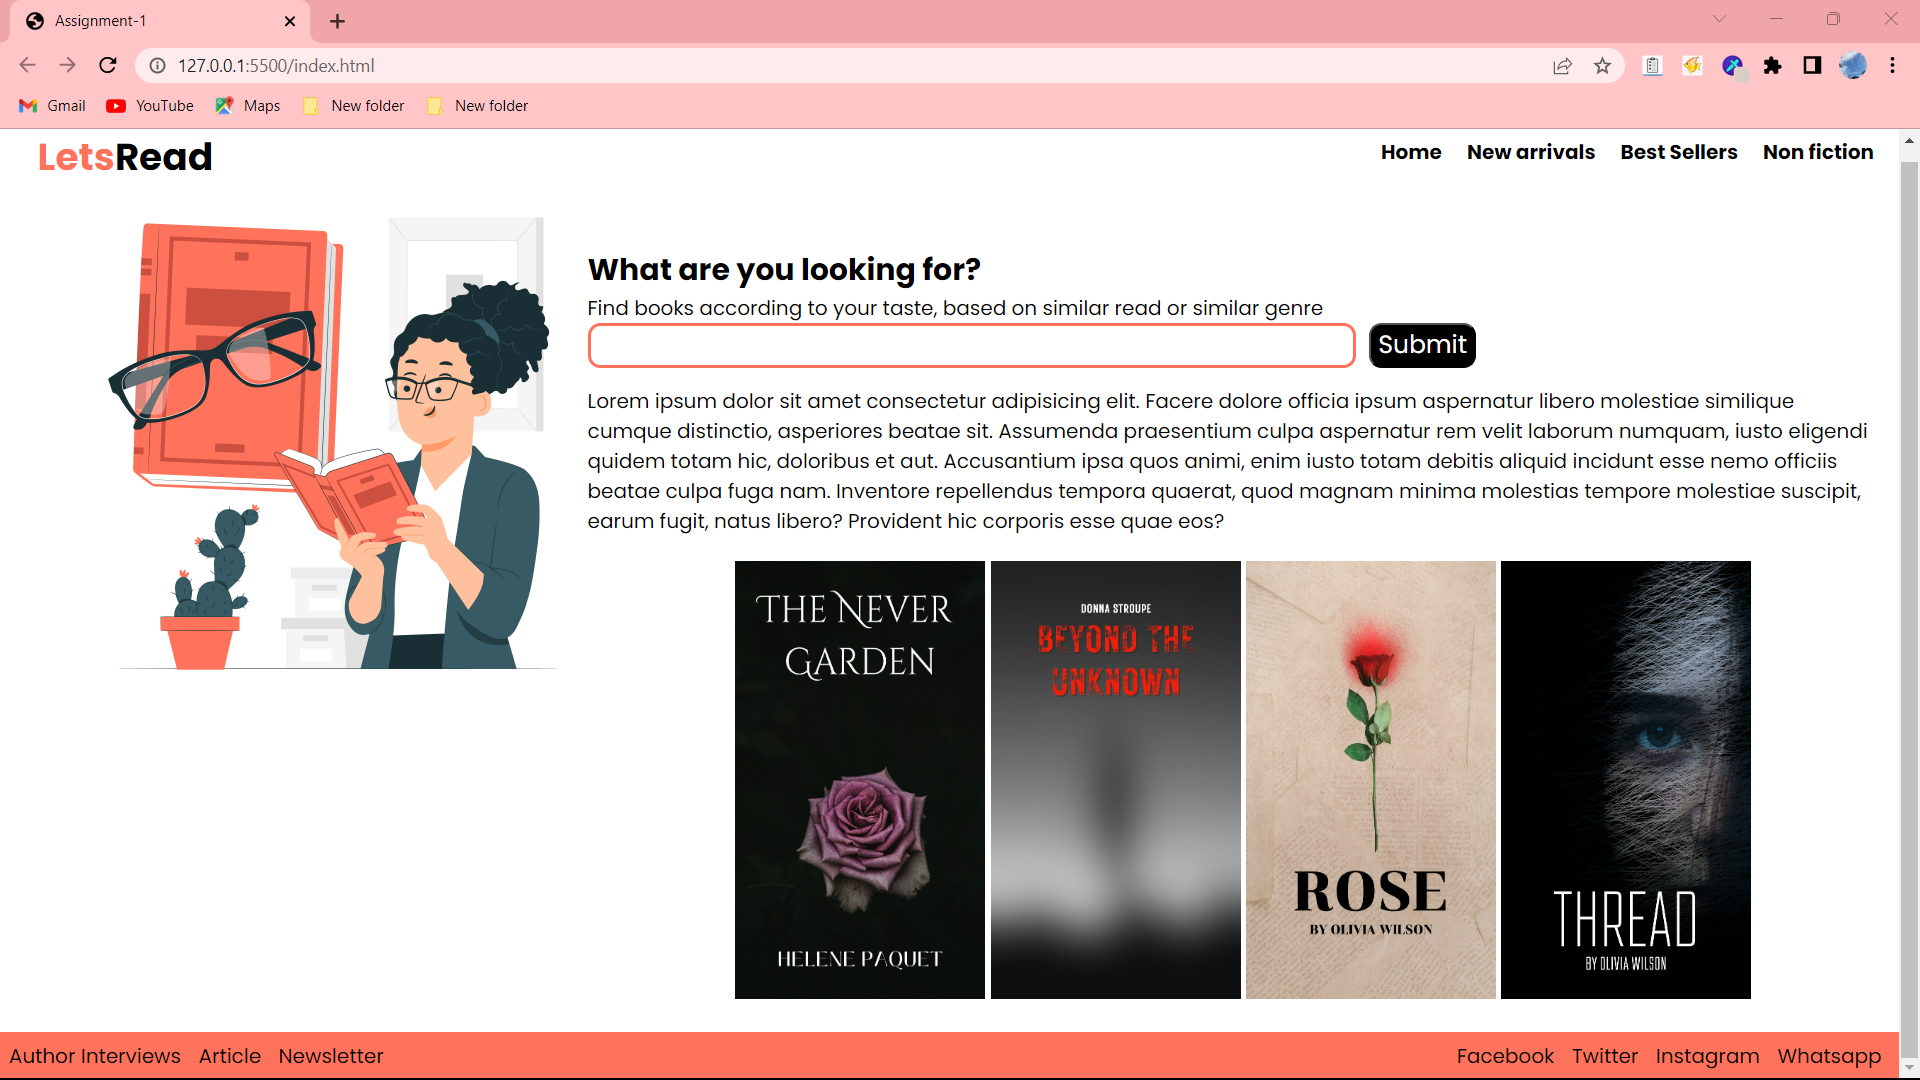 Assignment-1
127.0.0.1:5500/index.html
Gmail YouTube Maps New folder New folder
LetsRead
Home New arrivals Best Sellers Non fiction
What are you looking for?
Find books according to your taste, based on similar read or similar genre
Submit
Lorem ipsum dolor sit amet consectetur adipisicing elit. Facere dolore officia ipsum aspernatur libero molestiae similique
cumque distinctio, asperiores beatae sit. Assumenda praesentium culpa aspernatur rem velit laborum numquam, iusto eligendi
quidem totam hic, doloribus et aut. Accusantium ipsa quos animi, enim iusto totam debitis aliquid incidunt esse nemo officiis
beatae culpa fuga nam. Inventore repellendus tempora quaerat, quod magnam minima molestias tempore molestiae suscipit,
earum fugit, natus libero? Provident hic corporis esse quae eos?
THE NEVER
GARDEN
HELENE PAQUET
DONNA STROUPE
BEYOND THE
UNKNOWN
ROSE
BY OLIVIA WILSON
THREAD
BY OLIVIA WILSON
Author Interviews Article Newsletter
Facebook Twitter Instagram Whatsapp